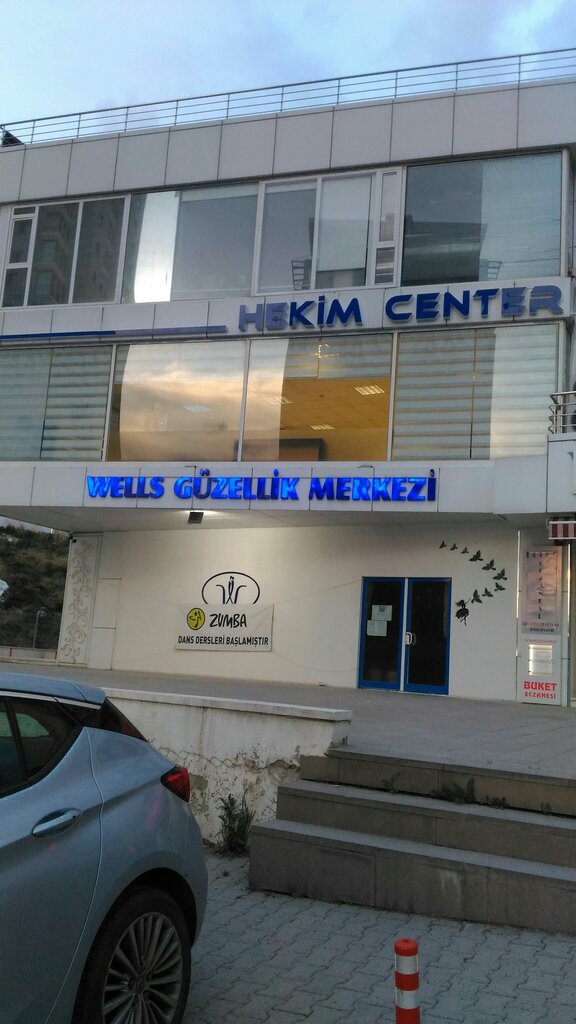 HEKİM CENTER
WELLS GÜZELLİK MERKEZİ
ZUMBA
DANS DERSLERİ BAŞLAMIŞTIR
BUKET
ECZANESİ